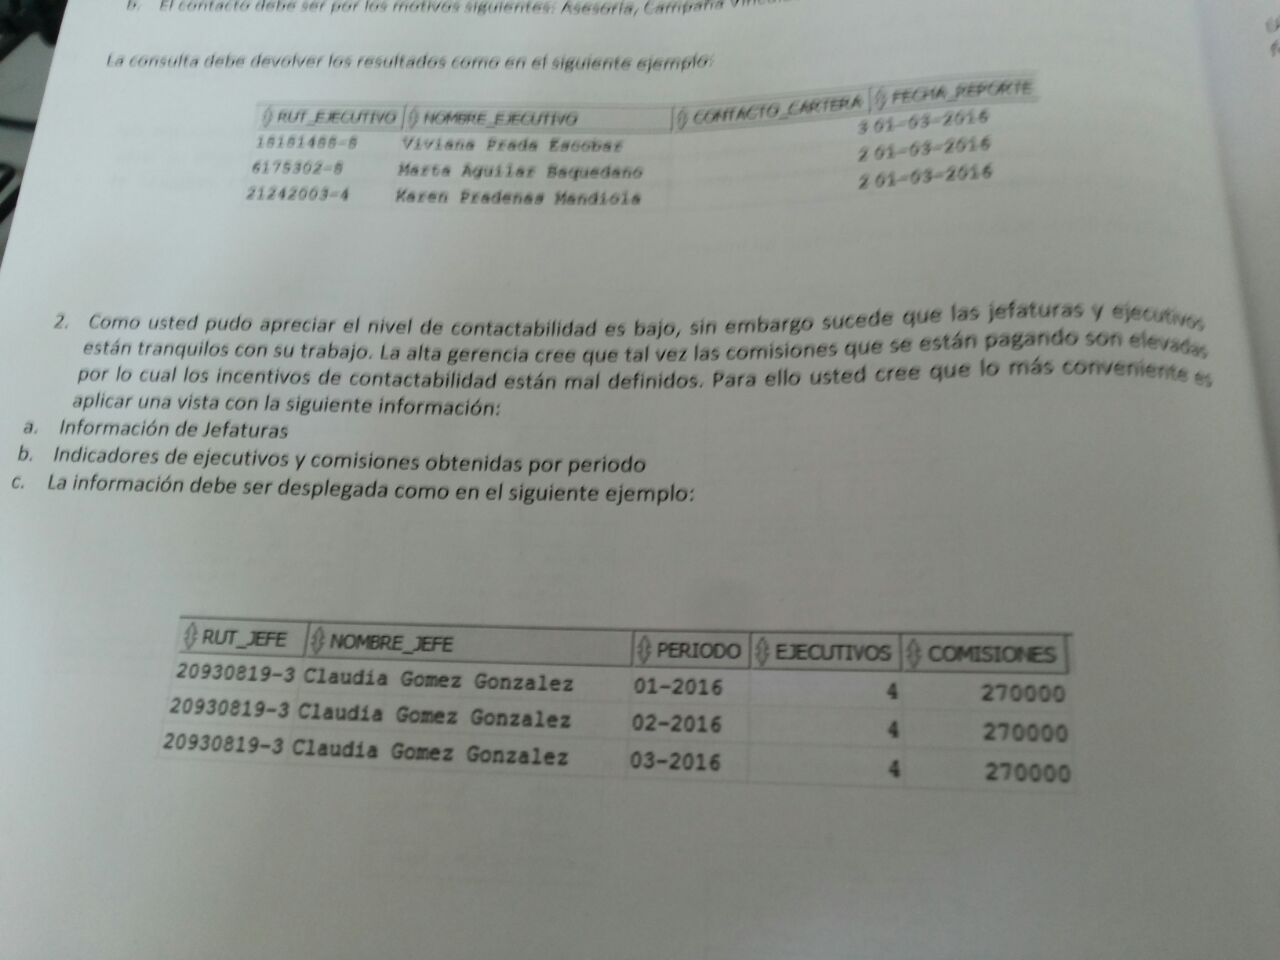 b. El contacto debe ser por los motivos siguientes: Asesoría, Campaña
La consulta debe devolver los resultados como en el siguiente ejemplo:
RUT_EJECUTIVO NOMBRE_EJECUTIVO CONTACTO_CARTERA FECHA_REPORTE
18181488-8 Viviana Prada Escobar 3 01-03-2016
6175302-8 Marta Aguilar Baquedano 2 01-03-2016
21242003-4 Karen Pradenas Mandiola 2 01-03-2016
2. Como usted pudo apreciar el nivel de contactabilidad es bajo, sin embargo sucede que las jefaturas y ejecutivos
están tranquilos con su trabajo. La alta gerencia cree que tal vez las comisiones que se están pagando son elevadas
por lo cual los incentivos de contactabilidad están mal definidos. Para ello usted cree que lo más conveniente es
aplicar una vista con la siguiente información:
a. Información de Jefaturas
b. Indicadores de ejecutivos y comisiones obtenidas por periodo
c. La información debe ser desplegada como en el siguiente ejemplo:
RUT_JEFE NOMBRE_JEFE PERIODO EJECUTIVOS COMISIONES
20930819-3 Claudia Gomez Gonzalez 01-2016 4 270000
20930819-3 Claudia Gomez Gonzalez 02-2016 4 270000
20930819-3 Claudia Gomez Gonzalez 03-2016 4 270000